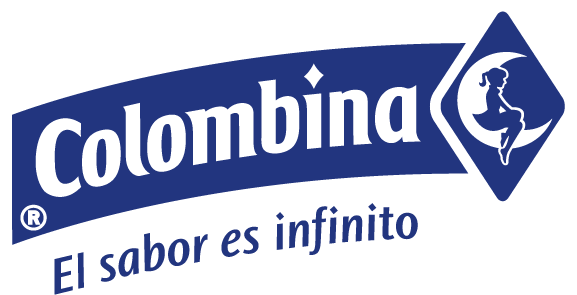 Colombina
®
El sabor es infinito